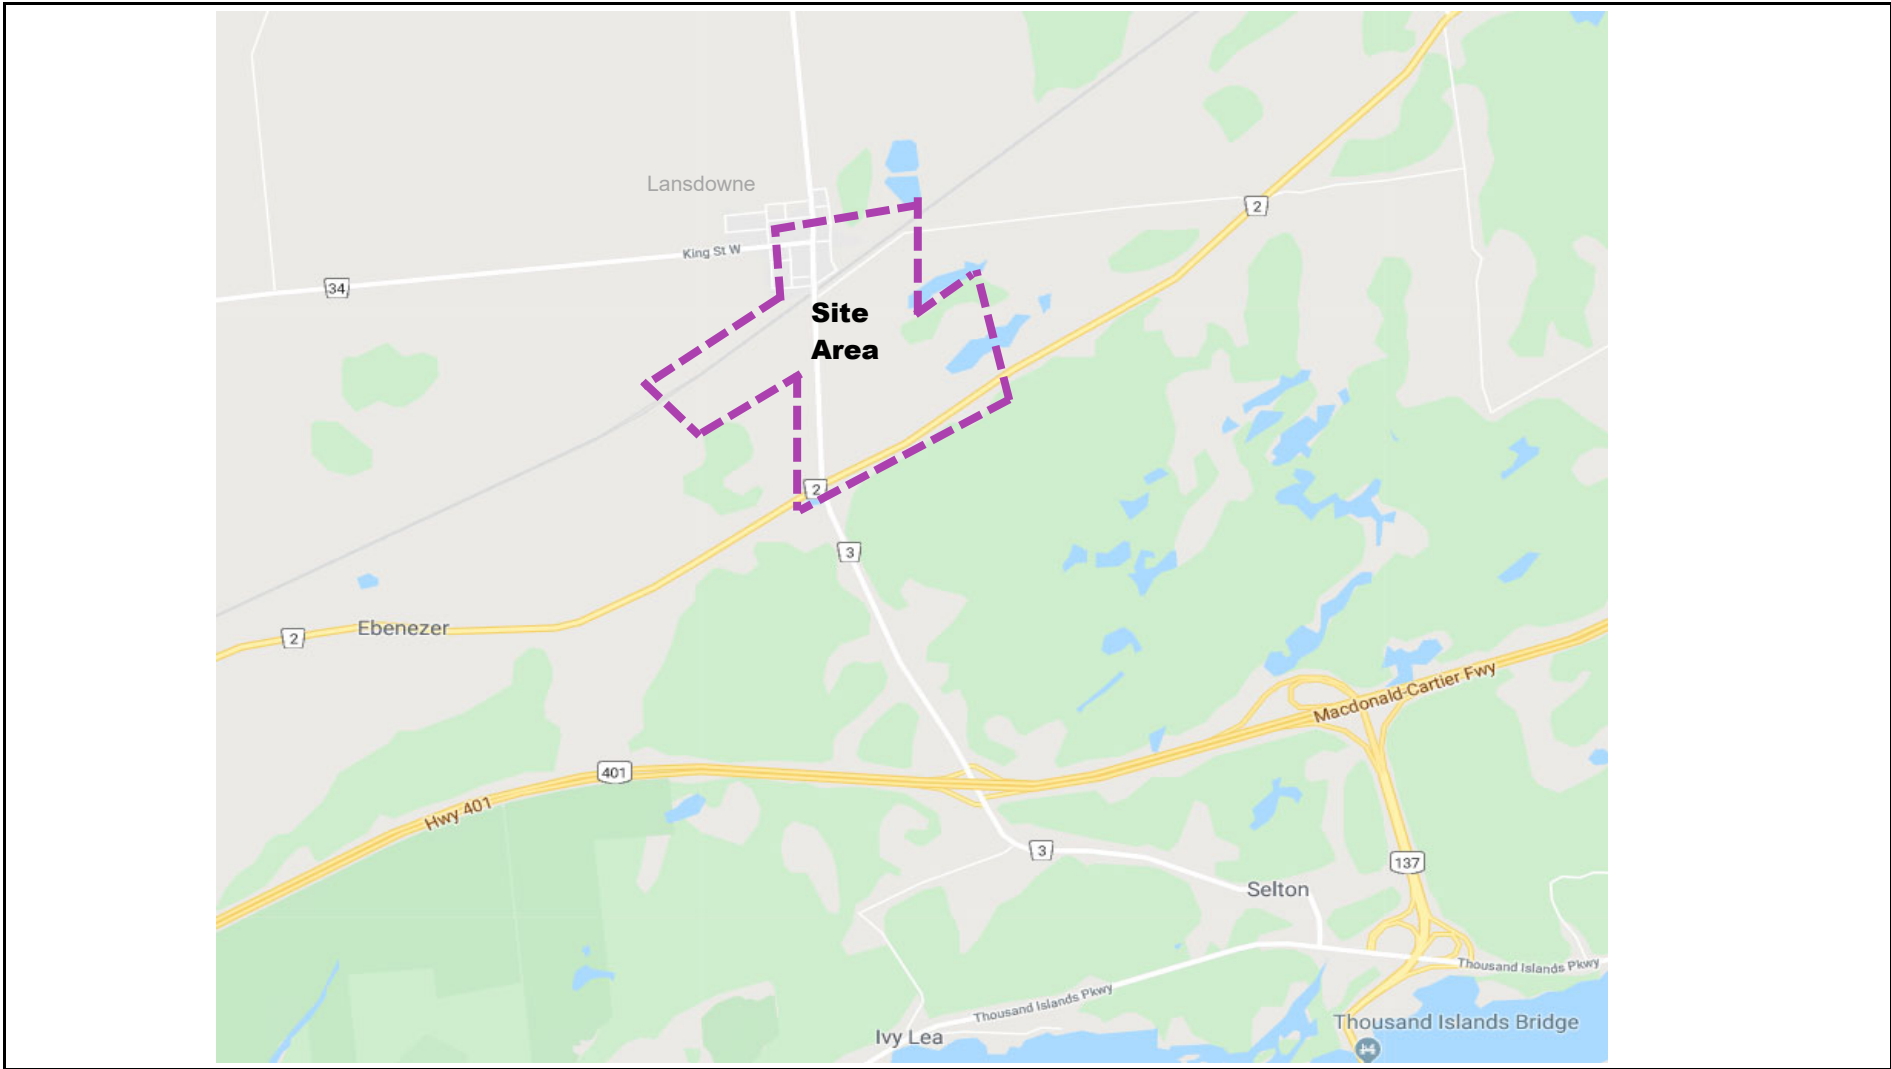 Lansdowne
2
King St W
34
Site
Area
2
3
Ebenezer
2
Macdonald-Cartier Fwy
401
Hwy 401
3
137
Selton
Thousand Islands Pkwy
Thousand Islands Pkwy
Thousand Islands Bridge
Ivy Lea